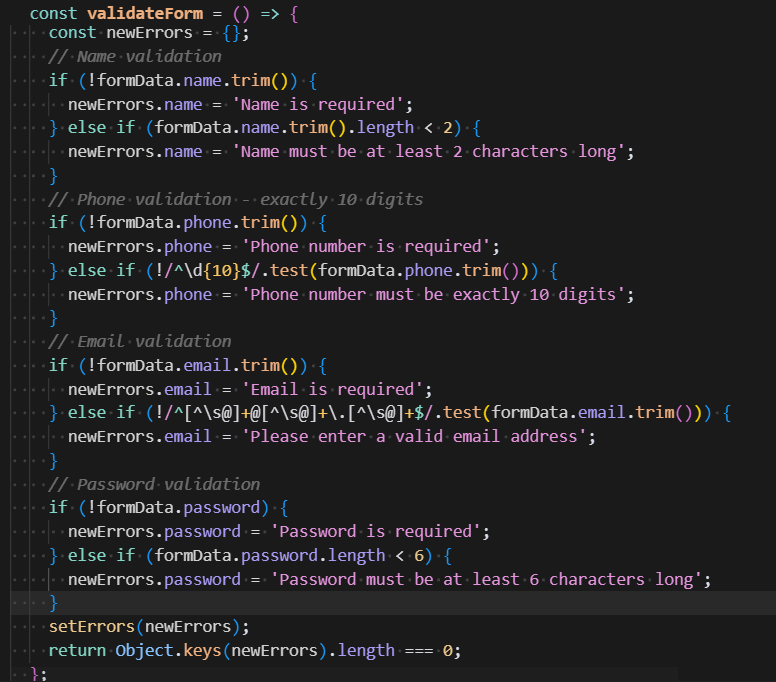 const validateForm = () => {
const newErrors = {};
// Name validation
if (!formData.name.trim()) {
newErrors.name = 'Name is required';
} else if (formData.name.trim().length < 2) {
newErrors.name = 'Name must be at least 2 characters long';
}
// Phone validation - exactly 10 digits
if (!formData.phone.trim()) {
newErrors.phone = 'Phone number is required';
} else if (!/^\d{10}$/.test(formData.phone.trim())) {
newErrors.phone = 'Phone number must be exactly 10 digits';
}
// Email validation
if (!formData.email.trim()) {
newErrors.email = 'Email is required';
} else if (!/^[^\s@]+@[^\s@]+\.[^\s@]+$/.test(formData.email.trim())) {
newErrors.email = 'Please enter a valid email address';
}
// Password validation
if (!formData.password) {
newErrors.password = 'Password is required';
} else if (formData.password.length < 6) {
newErrors.password = 'Password must be at least 6 characters long';
}
setErrors(newErrors);
return Object.keys(newErrors).length === 0;
};